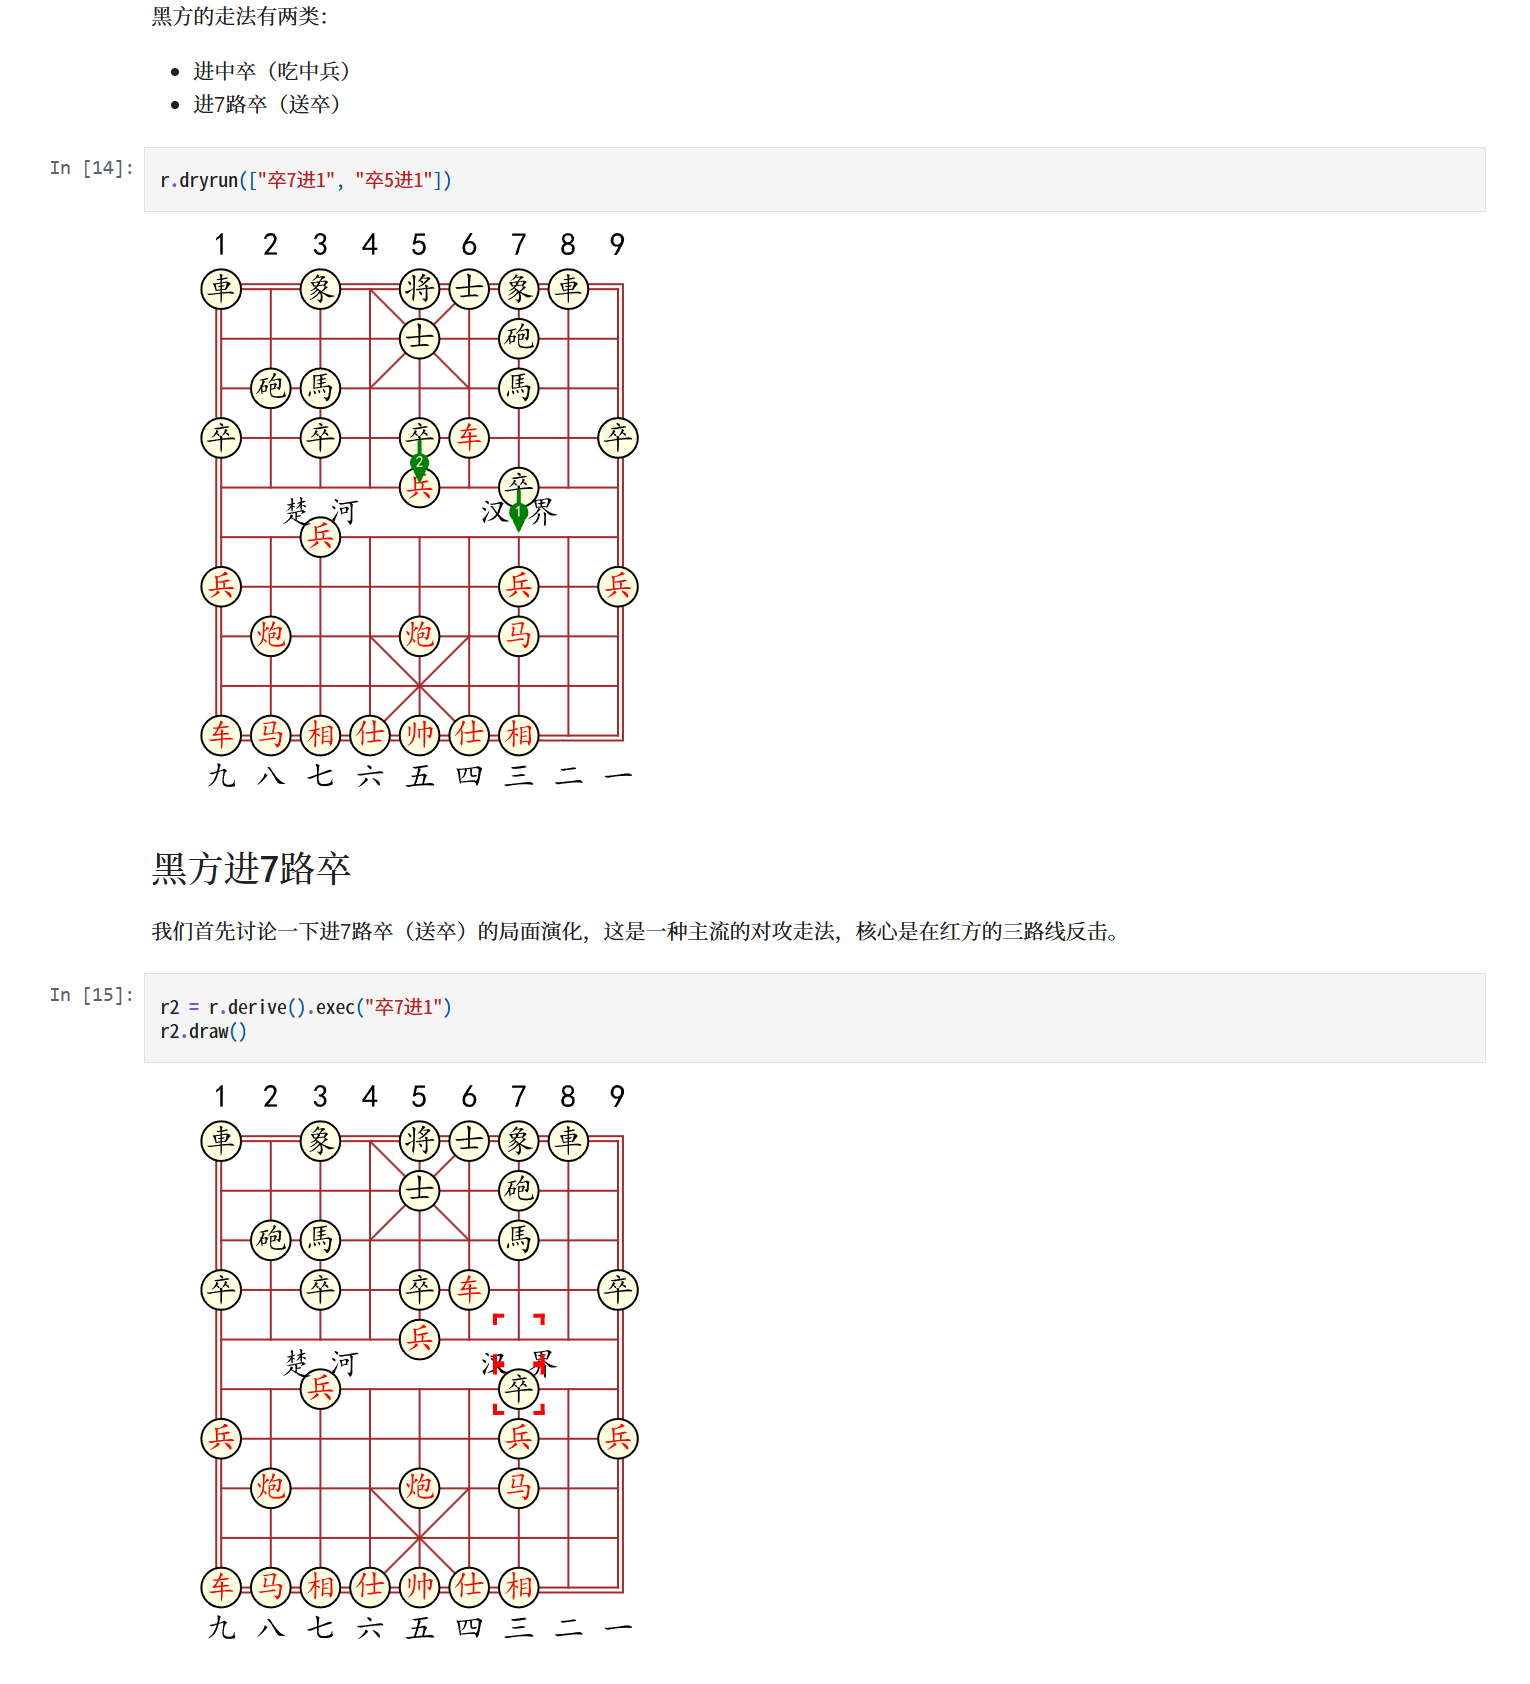 黑方的走法有两类：
进中卒（吃中兵）
进7路卒（送卒）
In [14]:
r.dryrun(["卒7进1", "卒5进1"])
1 2 3 4 5 6 7 8 9
車 象 将 士 象 車
士 砲
砲 馬 馬
卒 卒 卒 车 卒
2
兵 卒
楚 河 汉 1 界
兵
兵 兵 兵
炮 炮 马
车 马 相 仕 帅 仕 相
九 八 七 六 五 四 三 二 一
黑方进7路卒
我们首先讨论一下进7路卒（送卒）的局面演化，这是一种主流的对攻走法，核心是在红方的三路线反击。
In [15]:
r2 = r.derive().exec("卒7进1")
r2.draw()
1 2 3 4 5 6 7 8 9
車 象 将 士 象 車
士 砲
砲 馬 馬
卒 卒 卒 车 卒
兵
楚 河 汉 界
兵 卒
兵 兵 兵
炮 炮 马
车 马 相 仕 帅 仕 相
九 八 七 六 五 四 三 二 一